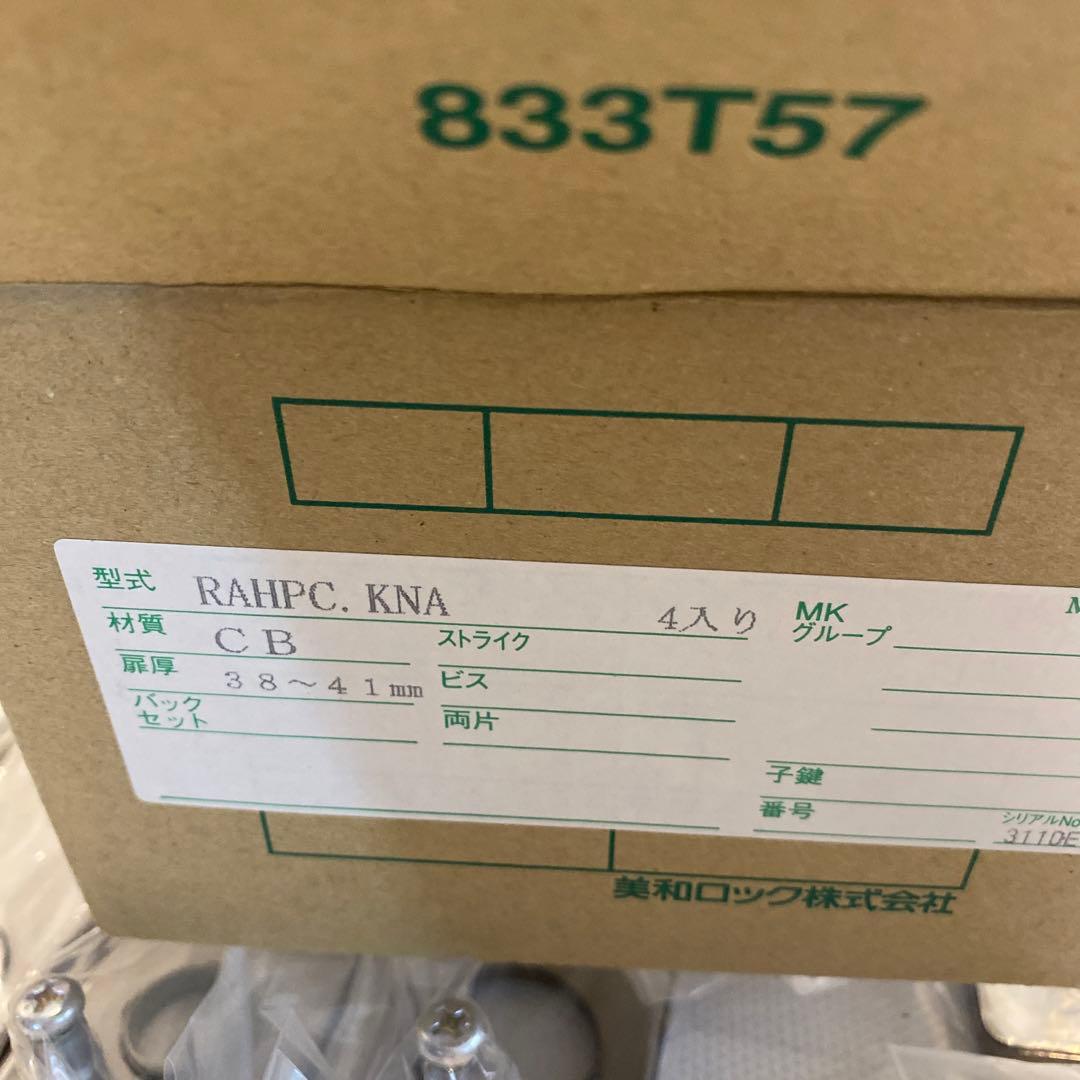 833T57
型式 RAHPC. KNA 4入り
材質 CB
扉厚 38～41mm
バック
セット
ストライク
ビス
両片
MK
グループ
子鍵
番号
シリアルNo
3110-E
美和ロック株式会社